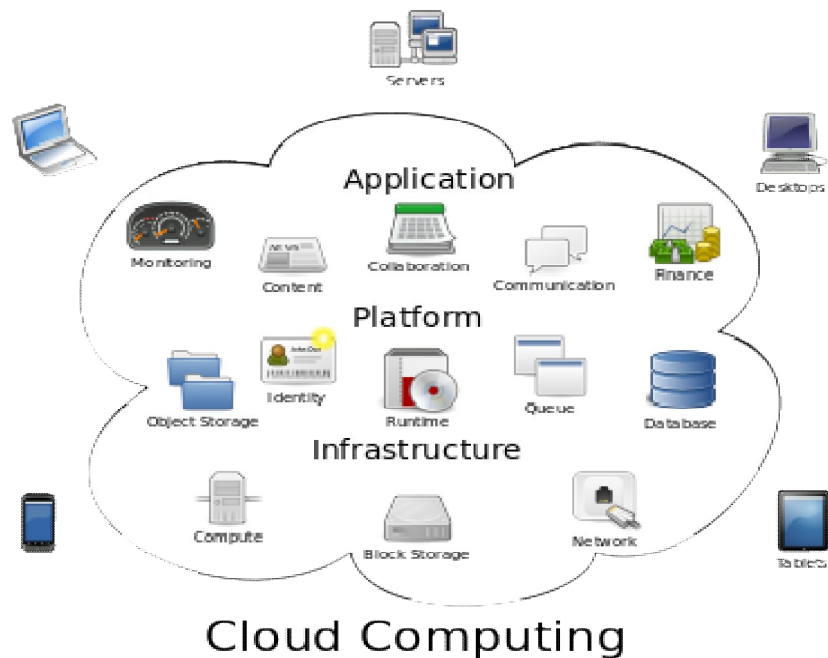 Servers
Desktops
Application
Monitoring
Content
Collaboration
Communication
Finance
Platform
Object Storage
Identity
Runtime
Queue
Database
Infrastructure
Compute
Block Storage
Network
Tablets
Cloud Computing